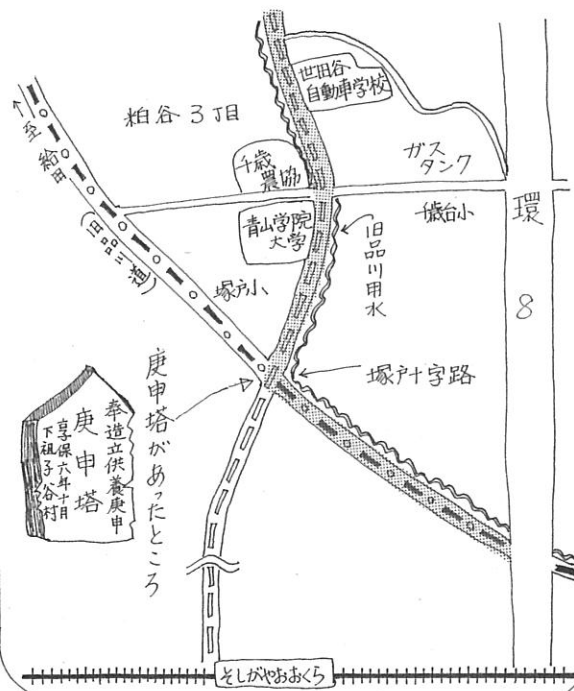 世田谷
自動車学校
粕谷3丁目
←至給田
(旧品川道)
千歳
農協
ガス
タンク
青山学院
大学
千歳台小
環
8
旧品川用水
塚戸小
塚戸十字路
庚申塔があったところ
奉造立供養庚申
庚申塔
享保六年十月
下祖子谷村
そしがやおおくら